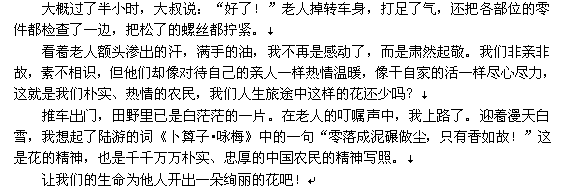 大概过了半小时，大叔说：“好了！”老人掉转车身，打足了气，还把各部位的零
件都检查了一边，把松了的螺丝都拧紧。↓
看着老人额头渗出的汗，满手的油，我不再是感动了，而是肃然起敬。我们非亲非
故，素不相识，但他们却像对待自己的亲人一样热情温暖，像干自家的活一样尽心尽力，
这就是我们朴实、热情的农民，我们人生旅途中这样的花还少吗？↓
推车出门，田野里已是白茫茫的一片。在老人的叮嘱声中，我上路了。迎着漫天白
雪，我想起了陆游的词《卜算子·咏梅》中的一句“零落成泥碾做尘，只有香如故！”这
是花的精神，也是千千万万朴实、忠厚的中国农民的精神写照。↓
让我们的生命为他人开出一朵绚丽的花吧！↵